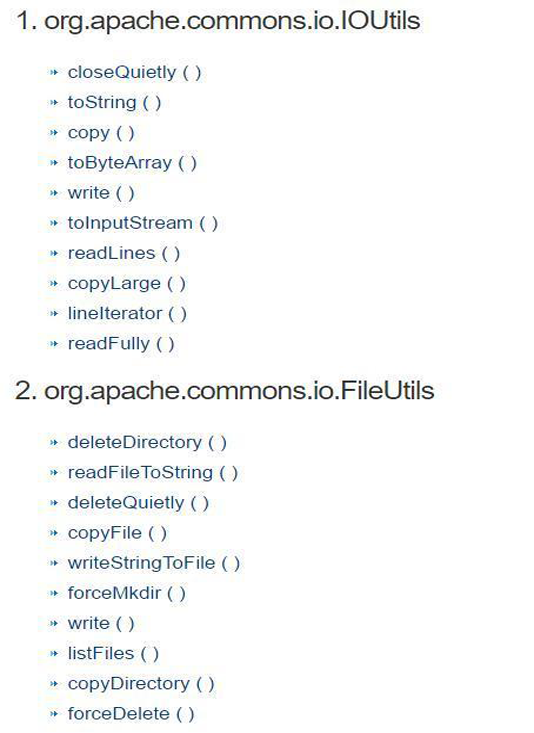 1. org.apache.commons.io.IOUtils
closeQuietly ( )
toString ( )
copy ( )
toByteArray ( )
write ( )
toInputStream ( )
readLines ( )
copyLarge ( )
lineIterator ( )
readFully ( )
2. org.apache.commons.io.FileUtils
deleteDirectory ( )
readFileToString ( )
deleteQuietly ( )
copyFile ( )
writeStringToFile ( )
forceMkdir ( )
write ( )
listFiles ( )
copyDirectory ( )
forceDelete ( )